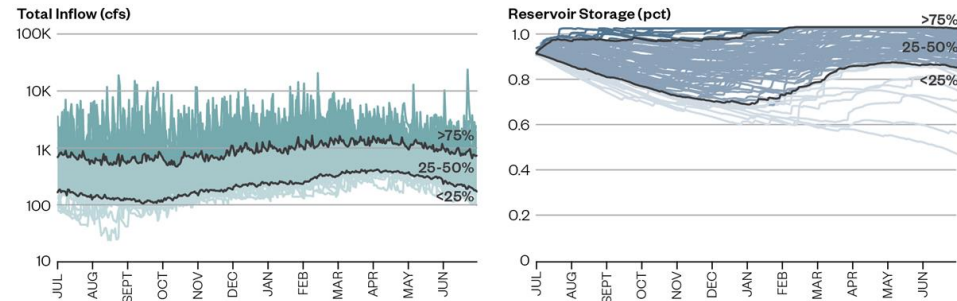 Total Inflow (cfs)
100K
10K
1K
100
10
>75%
25-50%
<25%
JUL
AUG
SEPT
OCT
NOV
DEC
JAN
FEB
MAR
APR
MAY
JUN
Reservoir Storage (pct)
1.0
0.8
0.6
0.4
0.2
0
>75%
25-50%
<25%
JUL
AUG
SEPT
OCT
NOV
DEC
JAN
FEB
MAR
APR
MAY
JUN